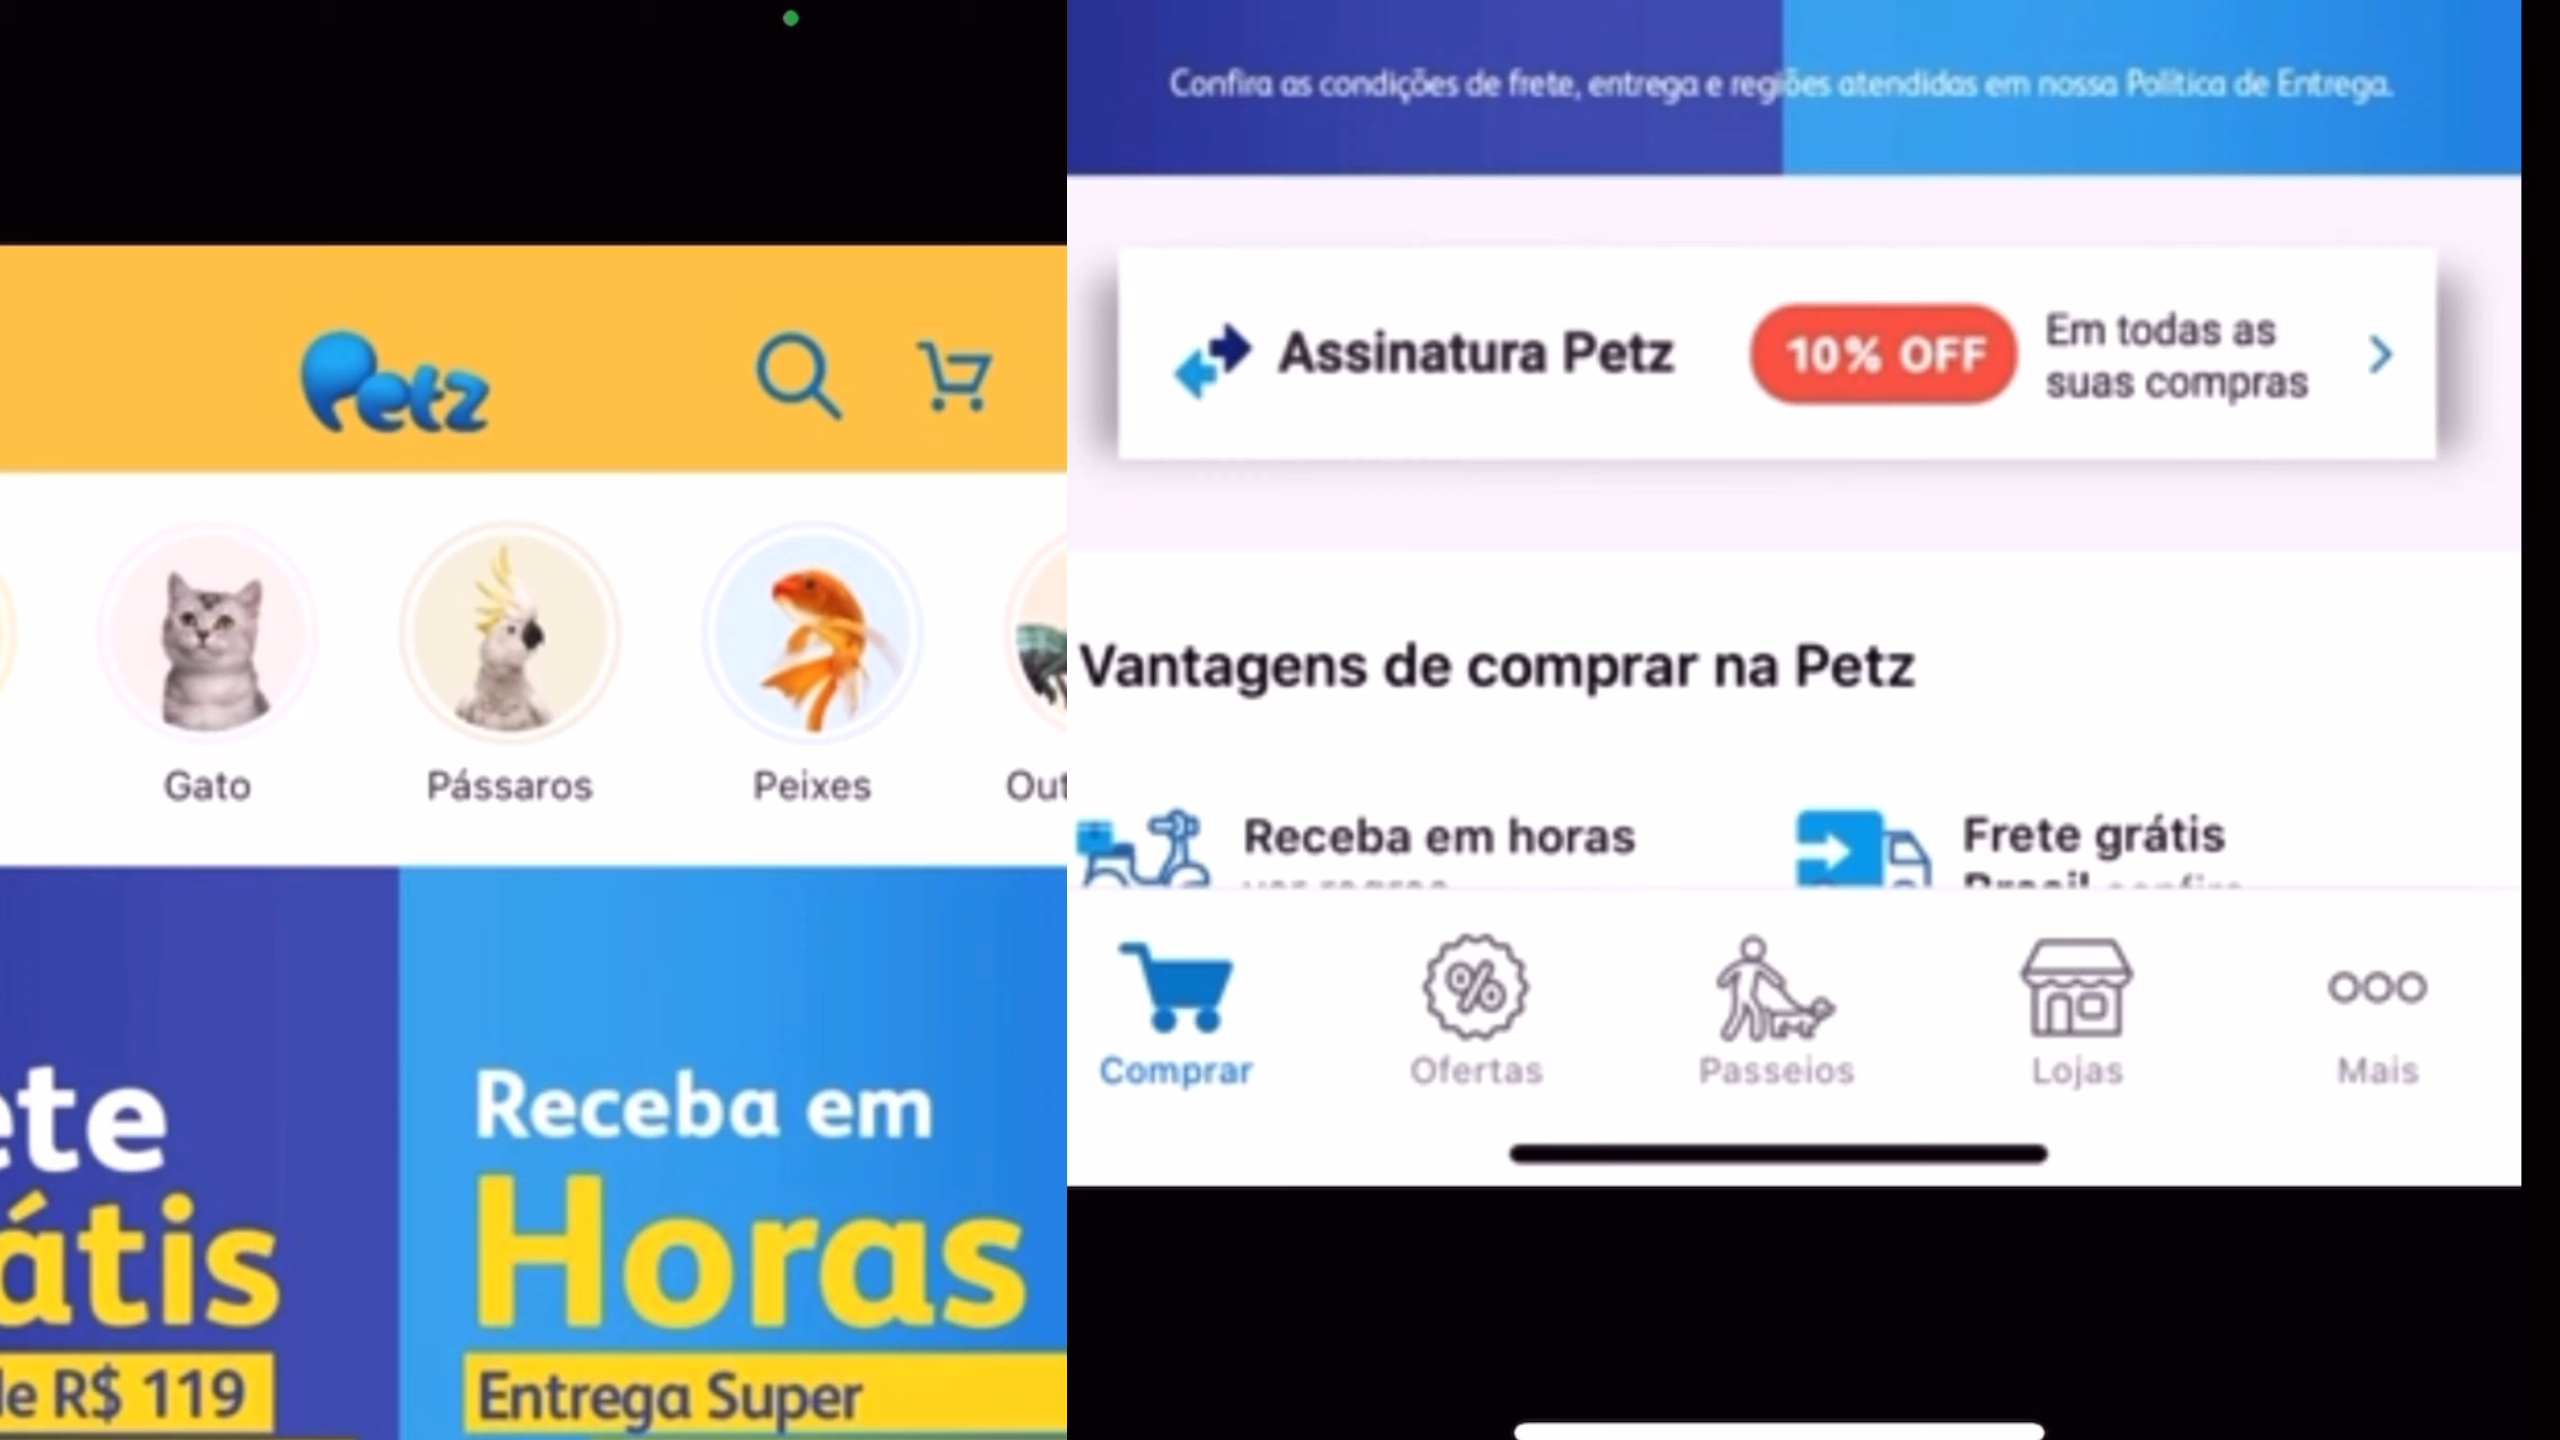 Petz
Gato
Pássaros
Peixes
Out
ete
átis
de R$ 119
Receba em
Horas
Entrega Super
Confira as condições de frete, entrega e regiões atendidas em nossa Política de Entrega.
Assinatura Petz
10% OFF
Em todas as
suas compras
Vantagens de comprar na Petz
Receba em horas
Frete grátis
Brasil
Comprar
Ofertas
Passeios
Lojas
Mais